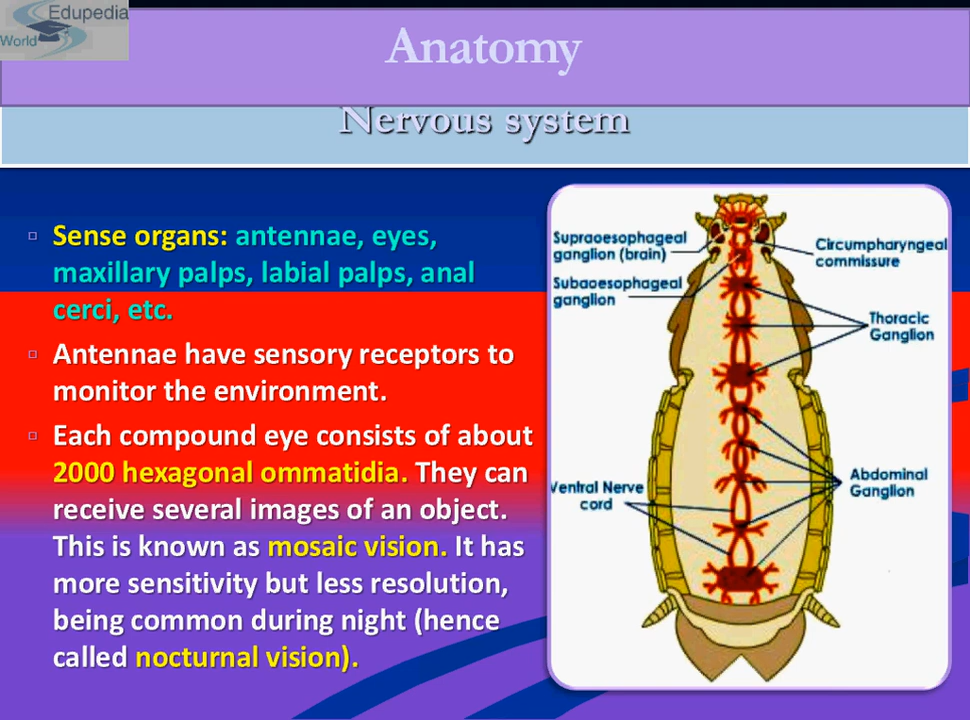 Edupedia
World
Anatomy
Nervous system
▫ Sense organs: antennae, eyes,
maxillary palps, labial palps, anal
cerci, etc.
▫ Antennae have sensory receptors to
monitor the environment.
▫ Each compound eye consists of about
2000 hexagonal ommatidia. They can
receive several images of an object.
This is known as mosaic vision. It has
more sensitivity but less resolution,
being common during night (hence
called nocturnal vision).
Supraoesophageal
ganglion (brain)
Subaoesophageal
ganglion
Circumpharyngeal
commissure
Thoracic
Ganglion
Ventral Nerve
cord
Abdominal
Ganglion